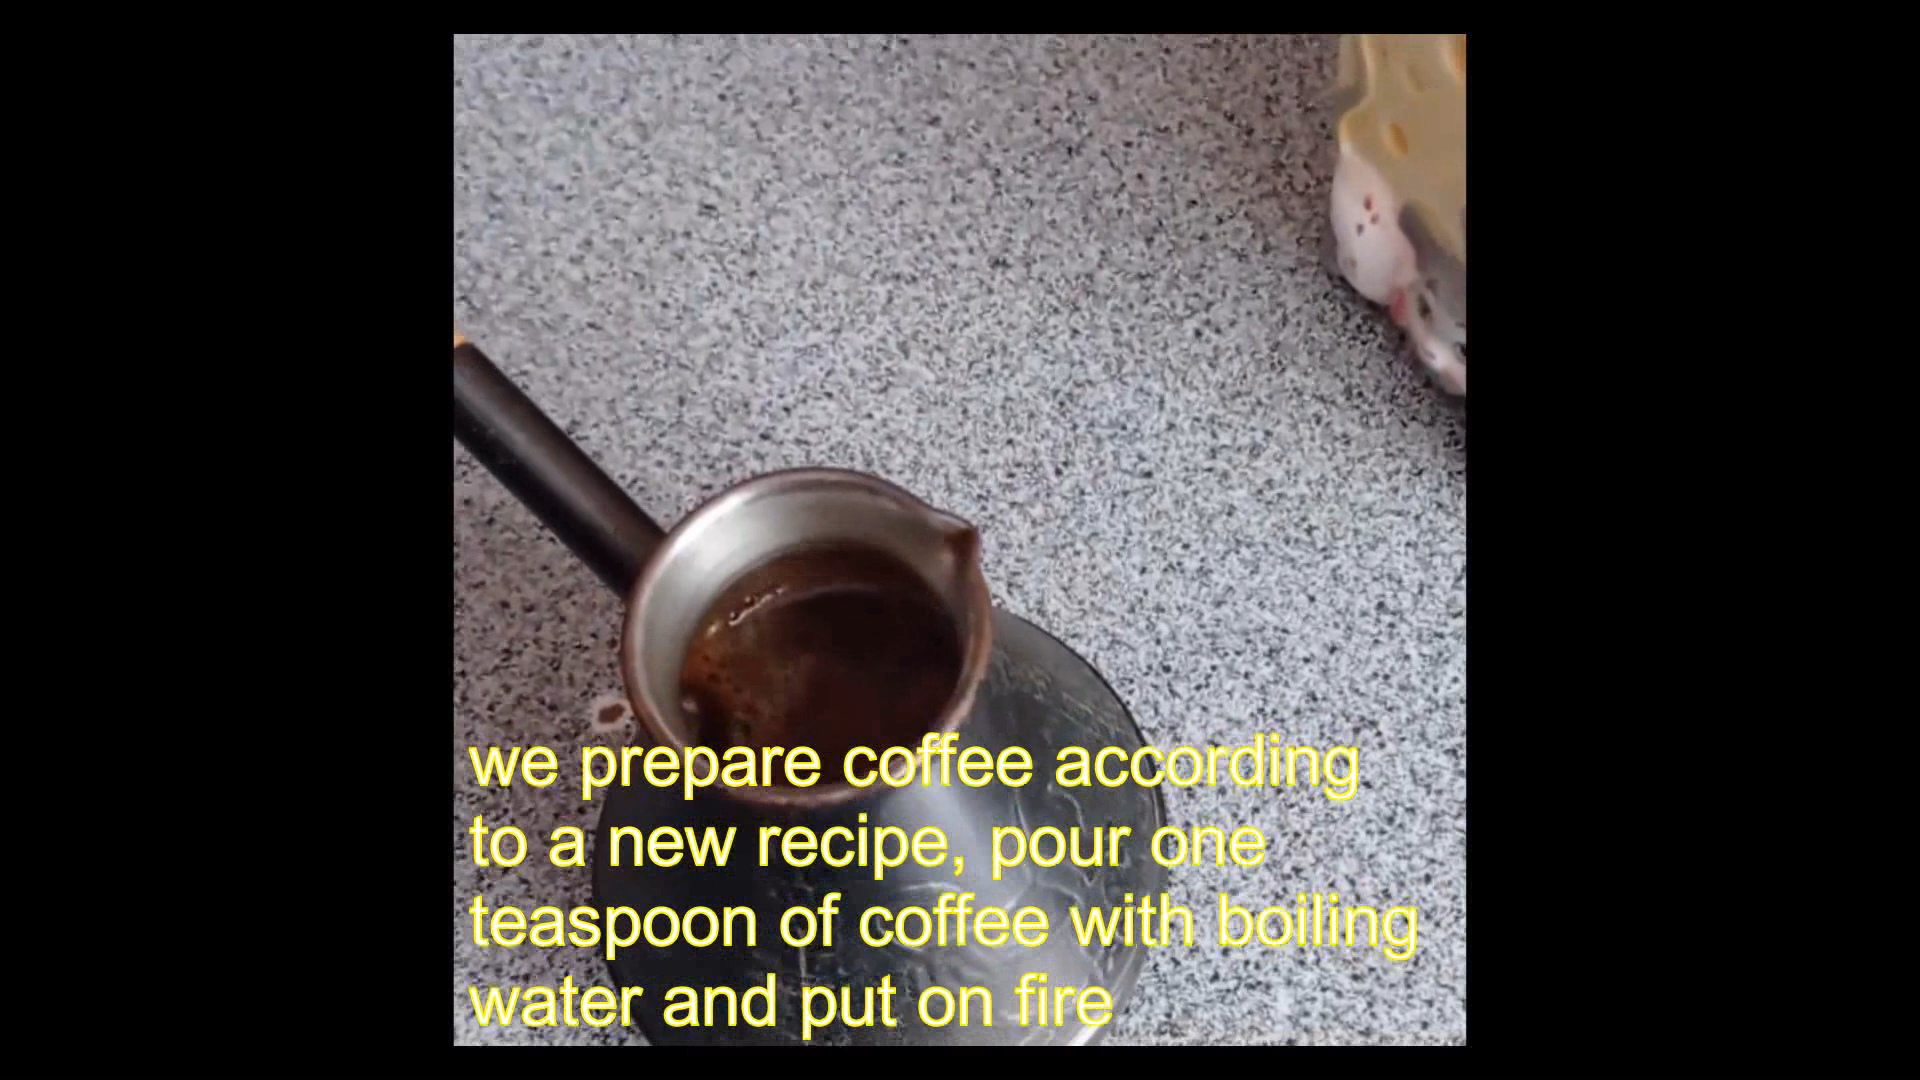 we prepare coffee according
to a new recipe, pour one
teaspoon of coffee with boiling
water and put on fire